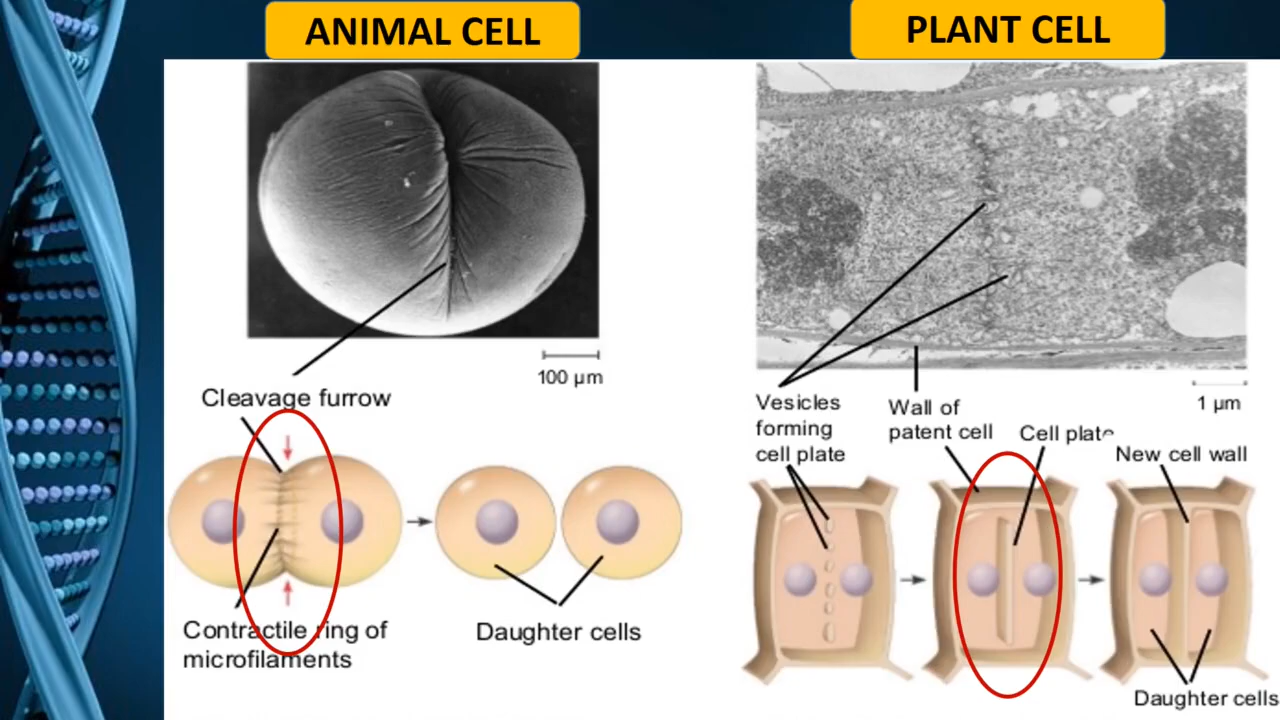 ANIMAL CELL
PLANT CELL
100 µm
Cleavage furrow
Contractile ring of
microfilaments
Daughter cells
1 µm
Vesicles
forming
cell plate
Wall of
patent cell
Cell plate
New cell wall
Daughter cells